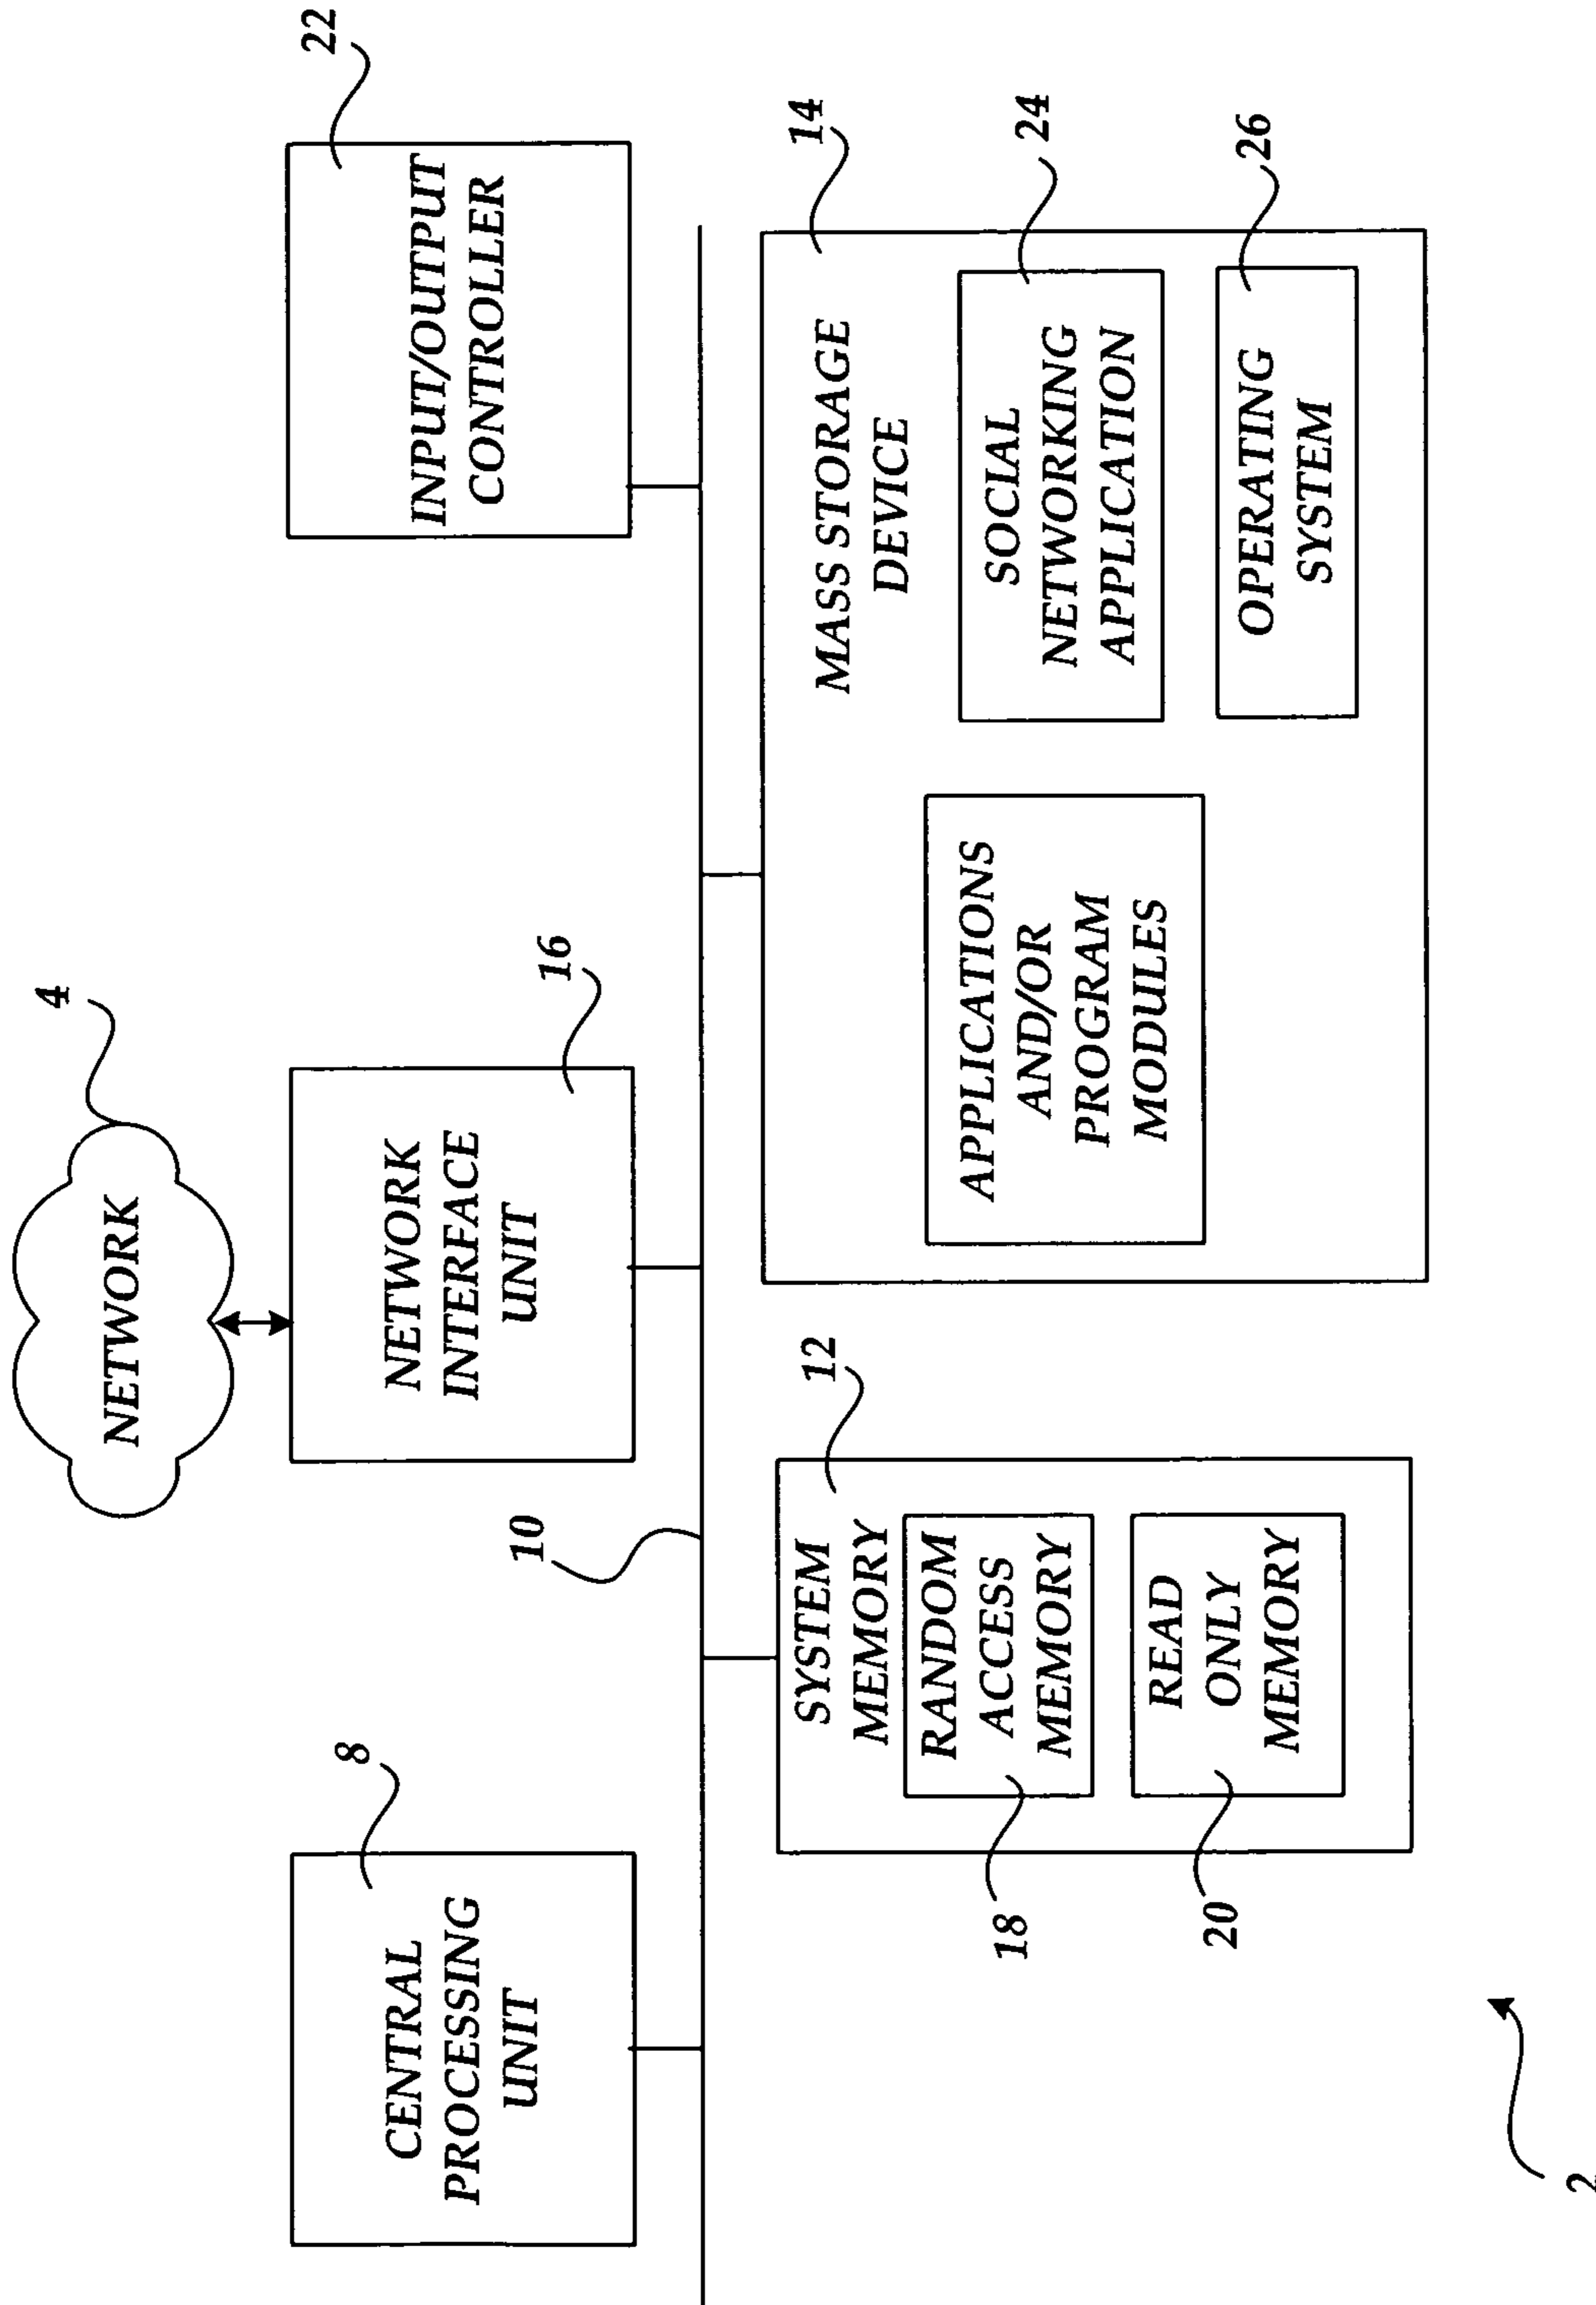 4
NETWORK
22
8
16
CENTRAL
PROCESSING
UNIT
NETWORK
INTERFACE
UNIT
INPUT/OUTPUT
CONTROLLER
10
12
14
SYSTEM
MEMORY
RANDOM
ACCESS
MEMORY
18
READ
ONLY
MEMORY
20
MASS STORAGE
DEVICE
APPLICATIONS
AND/OR
PROGRAM
MODULES
24
SOCIAL
NETWORKING
APPLICATION
26
OPERATING
SYSTEM
2